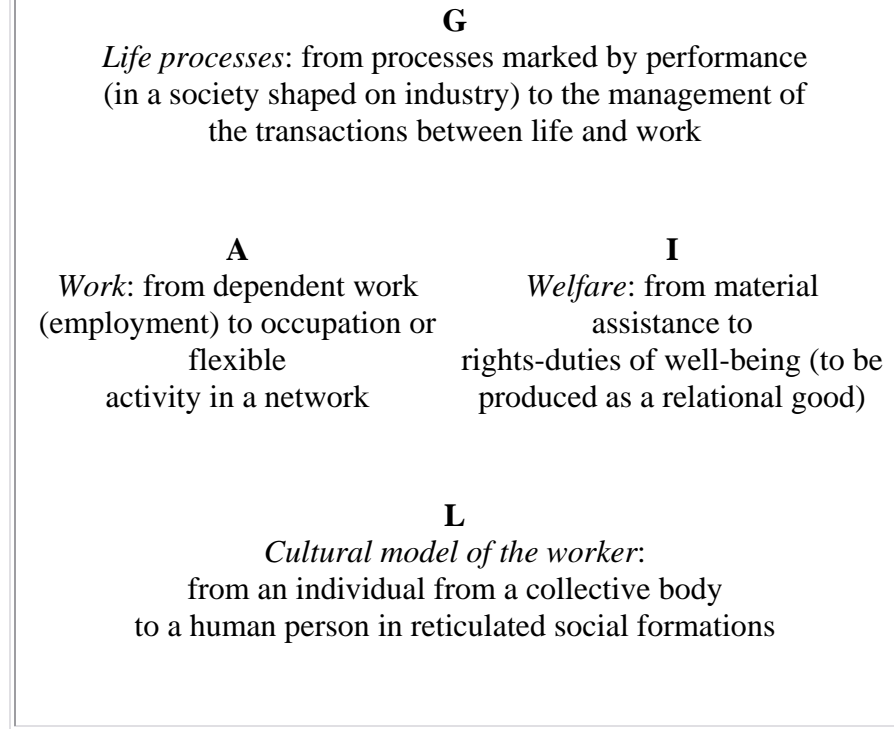 G
Life processes: from processes marked by performance
(in a society shaped on industry) to the management of
the transactions between life and work
A
Work: from dependent work
(employment) to occupation or
flexible
activity in a network
I
Welfare: from material
assistance to
rights-duties of well-being (to be
produced as a relational good)
L
Cultural model of the worker:
from an individual from a collective body
to a human person in reticulated social formations